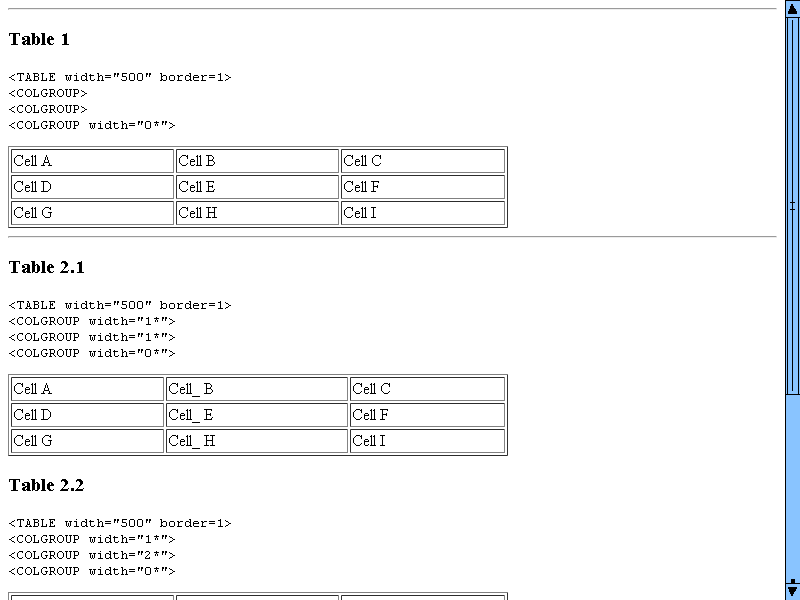 Table 1
<TABLE width="500" border=1>
<COLGROUP>
<COLGROUP>
<COLGROUP width="0*">
Cell A Cell B Cell C
Cell D Cell E Cell F
Cell G Cell H Cell I
Table 2.1
<TABLE width="500" border=1>
<COLGROUP width="1*">
<COLGROUP width="1*">
<COLGROUP width="0*">
Cell A Cell_ B Cell C
Cell D Cell_ E Cell F
Cell G Cell_ H Cell I
Table 2.2
<TABLE width="500" border=1>
<COLGROUP width="1*">
<COLGROUP width="2*">
<COLGROUP width="0*">